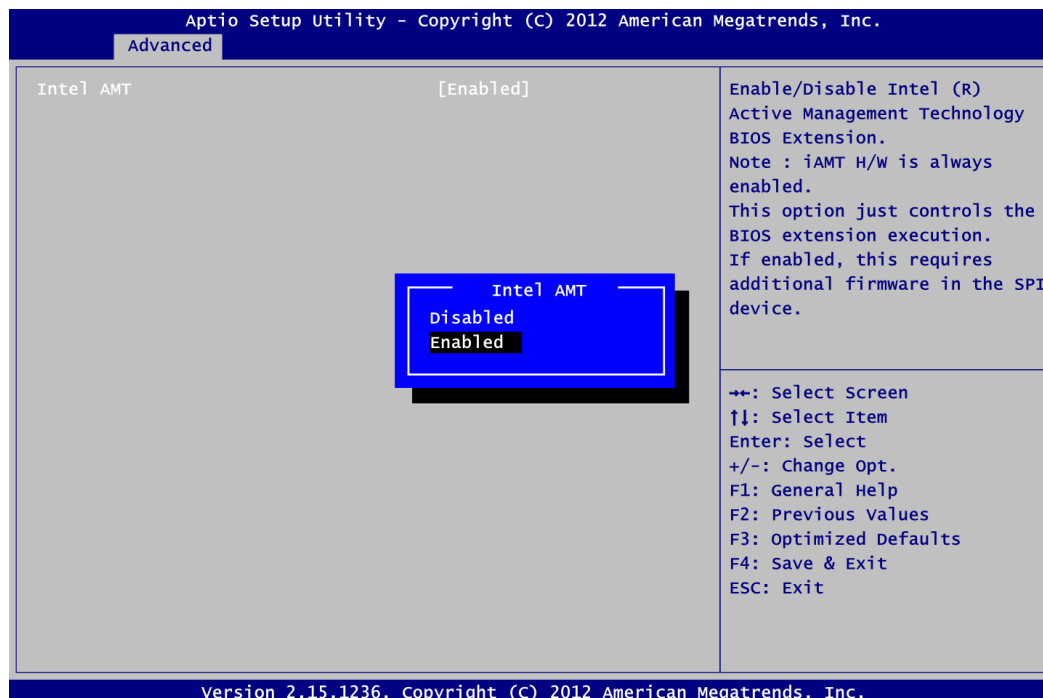 Aptio Setup Utility - Copyright (C) 2012 American Megatrends, Inc.
Advanced
Intel AMT [Enabled]
Enable/Disable Intel (R)
Active Management Technology
BIOS Extension.
Note : iAMT H/W is always
enabled.
This option just controls the
BIOS extension execution.
If enabled, this requires
additional firmware in the SPI
device.
Intel AMT
Disabled
Enabled
→←: Select Screen
↑↓: Select Item
Enter: Select
+/-: Change Opt.
F1: General Help
F2: Previous Values
F3: Optimized Defaults
F4: Save & Exit
ESC: Exit
Version 2.15.1236. Copyright (C) 2012 American Megatrends, Inc.